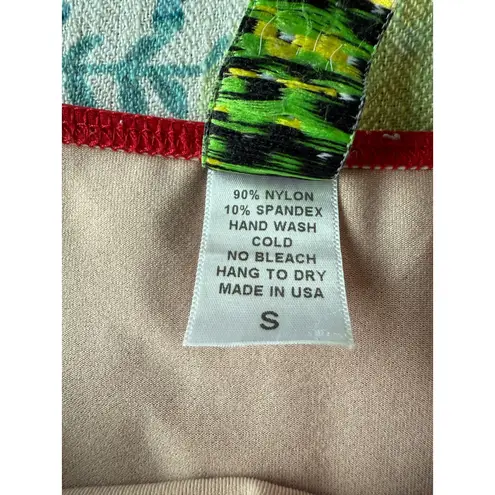 90% NYLON
10% SPANDEX
HAND WASH
COLD
NO BLEACH
HANG TO DRY
MADE IN USA
S